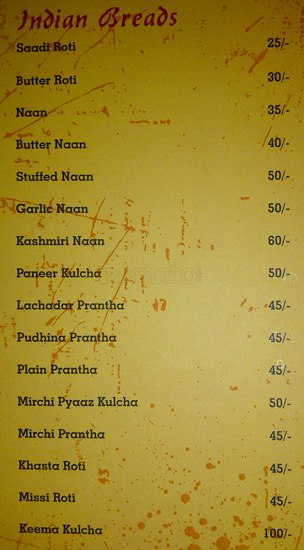 Indian Breads
Saadi Roti 25/-
Butter Roti 30/-
Naan 35/-
Butter Naan 40/-
Stuffed Naan 50/-
Garlic Naan 50/-
Kashmiri Naan 60/-
Paneer Kulcha 50/-
Lachadar Prantha 45/-
Pudhina Prantha 45/-
Plain Prantha 45/-
Mirchi Pyaaz Kulcha 50/-
Mirchi Prantha 45/-
Khasta Roti 45/-
Missi Roti 45/-
Keema Kulcha 100/-